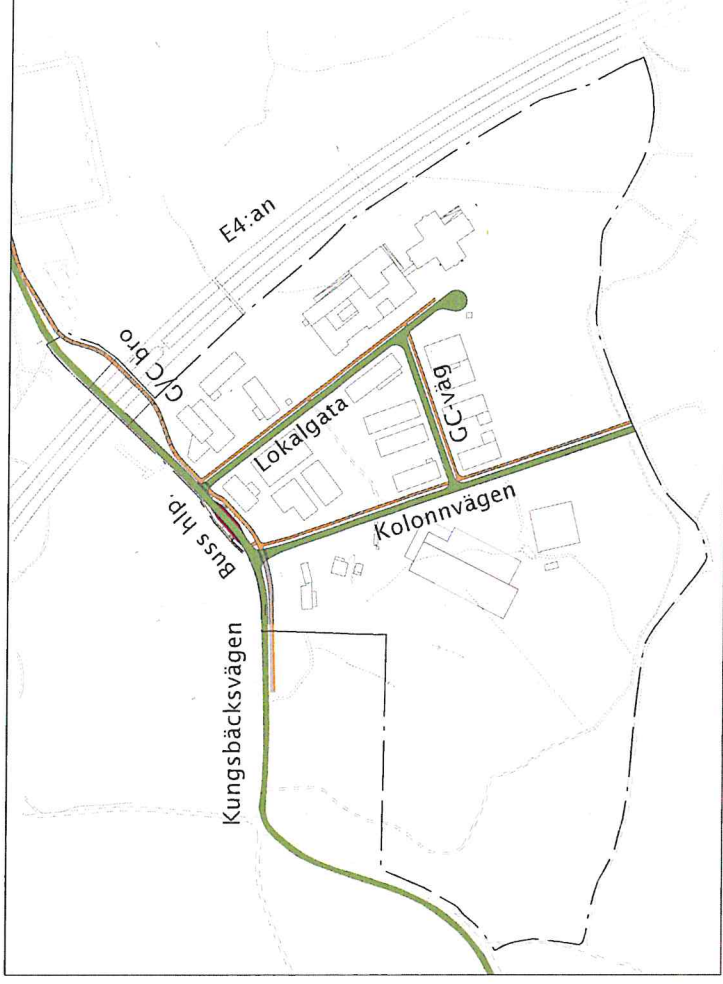 E4:an
G/C bro
Lokalgata
GC-väg
Buss hlp.
Kolonnvägen
Kungsbäcksvägen